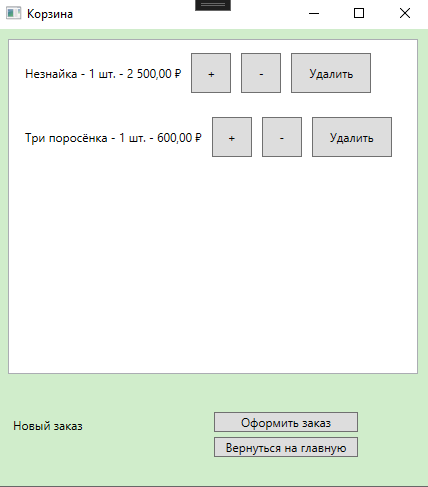 Корзина
Незнайка - 1 шт. - 2 500,00 ₽ + - Удалить
Три поросёнка - 1 шт. - 600,00 ₽ + - Удалить
Новый заказ
Оформить заказ
Вернуться на главную